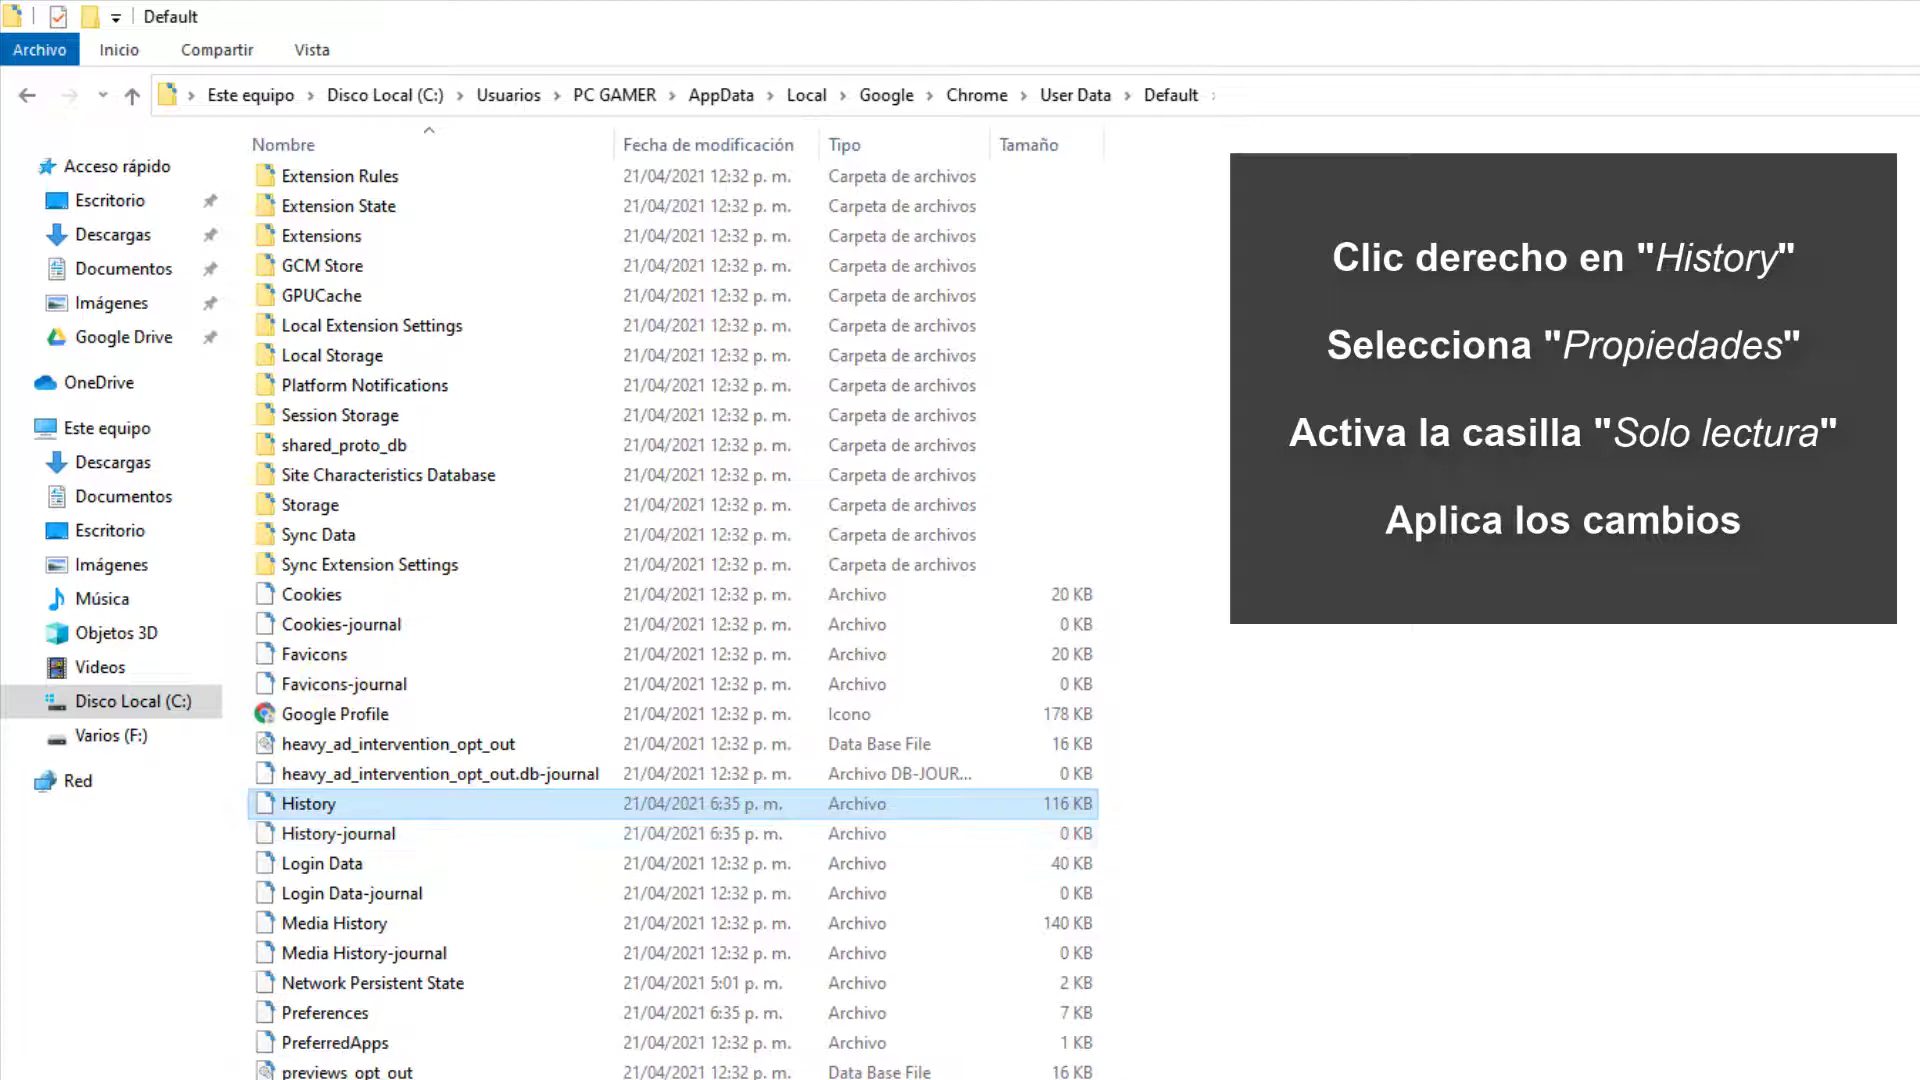 Default
Archivo Inicio Compartir Vista
Este equipo Disco Local (C:) Usuarios PC GAMER AppData Local Google Chrome User Data Default
Nombre Fecha de modificación Tipo Tamaño
Acceso rápido
Escritorio
Descargas
Documentos
Imágenes
Google Drive
OneDrive
Este equipo
Descargas
Documentos
Escritorio
Imágenes
Música
Objetos 3D
Videos
Disco Local (C:)
Varios (F:)
Red
Extension Rules 21/04/2021 12:32 p. m. Carpeta de archivos
Extension State 21/04/2021 12:32 p. m. Carpeta de archivos
Extensions 21/04/2021 12:32 p. m. Carpeta de archivos
GCM Store 21/04/2021 12:32 p. m. Carpeta de archivos
GPUCache 21/04/2021 12:32 p. m. Carpeta de archivos
Local Extension Settings 21/04/2021 12:32 p. m. Carpeta de archivos
Local Storage 21/04/2021 12:32 p. m. Carpeta de archivos
Platform Notifications 21/04/2021 12:32 p. m. Carpeta de archivos
Session Storage 21/04/2021 12:32 p. m. Carpeta de archivos
shared_proto_db 21/04/2021 12:32 p. m. Carpeta de archivos
Site Characteristics Database 21/04/2021 12:32 p. m. Carpeta de archivos
Storage 21/04/2021 12:32 p. m. Carpeta de archivos
Sync Data 21/04/2021 12:32 p. m. Carpeta de archivos
Sync Extension Settings 21/04/2021 12:32 p. m. Carpeta de archivos
Cookies 21/04/2021 12:32 p. m. Archivo 20 KB
Cookies-journal 21/04/2021 12:32 p. m. Archivo 0 KB
Favicons 21/04/2021 12:32 p. m. Archivo 20 KB
Favicons-journal 21/04/2021 12:32 p. m. Archivo 0 KB
Google Profile 21/04/2021 12:32 p. m. Icono 178 KB
heavy_ad_intervention_opt_out 21/04/2021 12:32 p. m. Data Base File 16 KB
heavy_ad_intervention_opt_out.db-journal 21/04/2021 12:32 p. m. Archivo DB-JOUR... 0 KB
History 21/04/2021 6:35 p. m. Archivo 116 KB
History-journal 21/04/2021 6:35 p. m. Archivo 0 KB
Login Data 21/04/2021 12:32 p. m. Archivo 40 KB
Login Data-journal 21/04/2021 12:32 p. m. Archivo 0 KB
Media History 21/04/2021 12:32 p. m. Archivo 140 KB
Media History-journal 21/04/2021 12:32 p. m. Archivo 0 KB
Network Persistent State 21/04/2021 5:01 p. m. Archivo 2 KB
Preferences 21/04/2021 6:35 p. m. Archivo 7 KB
PreferredApps 21/04/2021 12:32 p. m. Archivo 1 KB
previews_opt_out 21/04/2021 12:32 p. m. Data Base File 16 KB
Clic derecho en "History"
Selecciona "Propiedades"
Activa la casilla "Solo lectura"
Aplica los cambios